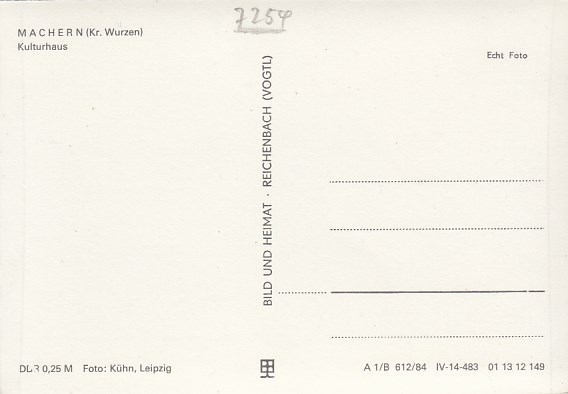 7254
MACHERN (Kr. Wurzen)
Kulturhaus
Echt Foto
BILD UND HEIMAT · REICHENBACH (VOGTL)
DDR 0,25 M Foto: Kühn, Leipzig
A 1/B 612/84 IV-14-483 01 13 12 149